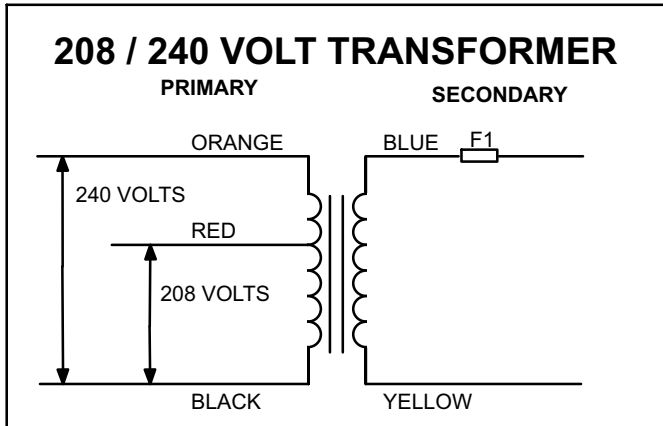 208 / 240 VOLT TRANSFORMER
PRIMARY
SECONDARY
ORANGE
BLUE
F1
240 VOLTS
RED
208 VOLTS
BLACK
YELLOW